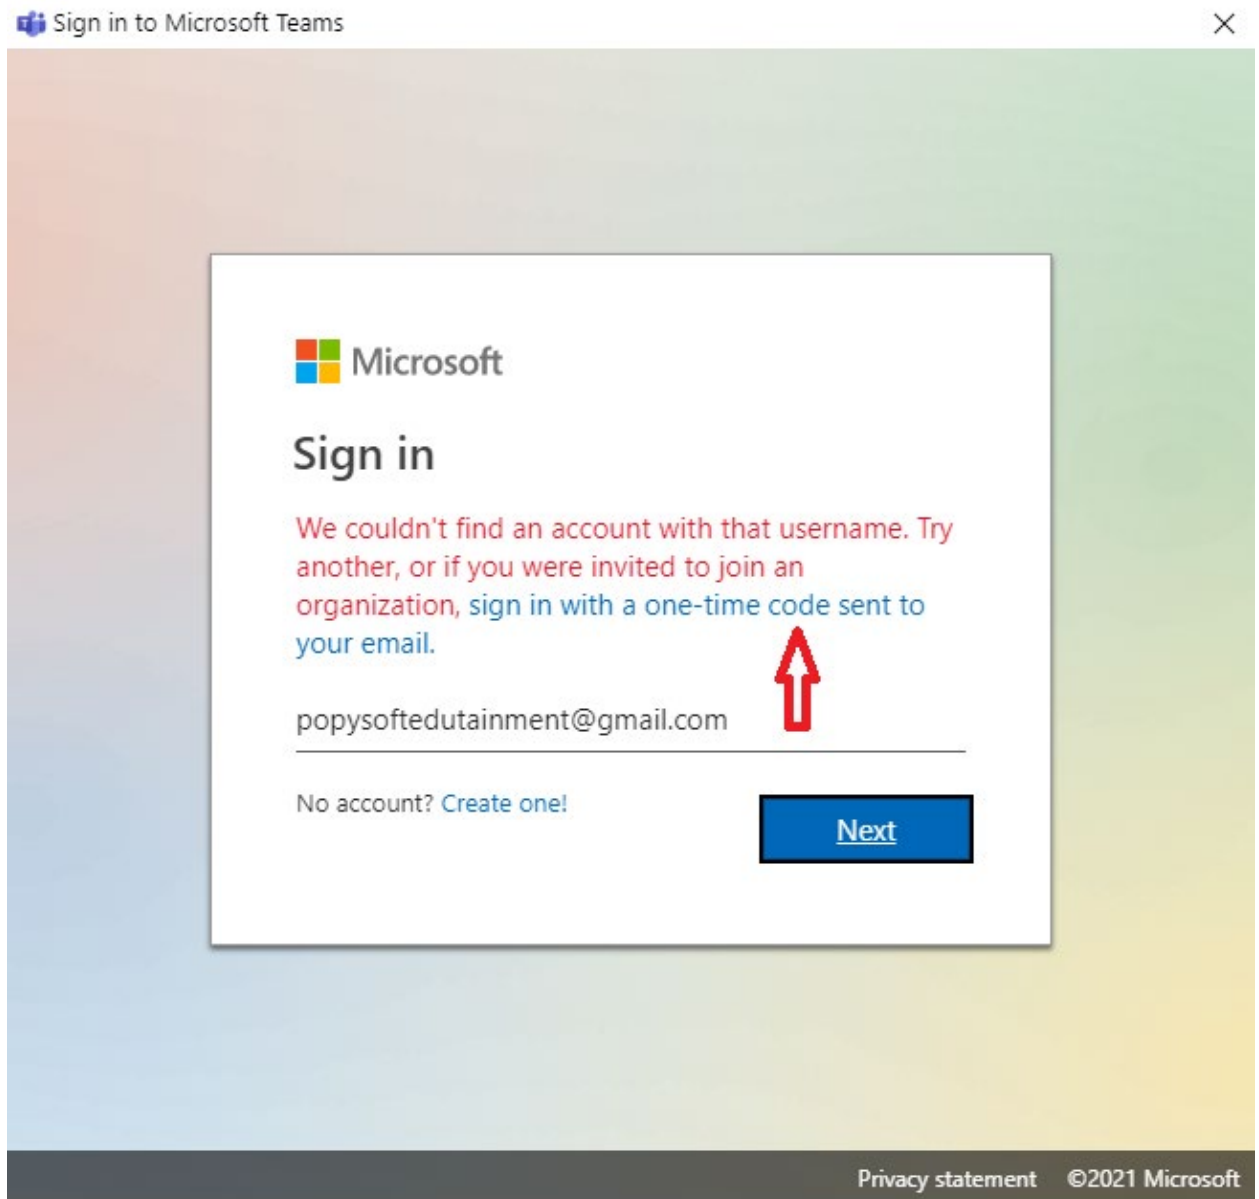 Sign in to Microsoft Teams
Microsoft
Sign in
We couldn't find an account with that username. Try
another, or if you were invited to join an
organization, sign in with a one-time code sent to
your email.
popysoftedutainment@gmail.com
No account? Create one!
Next
Privacy statement ©2021 Microsoft